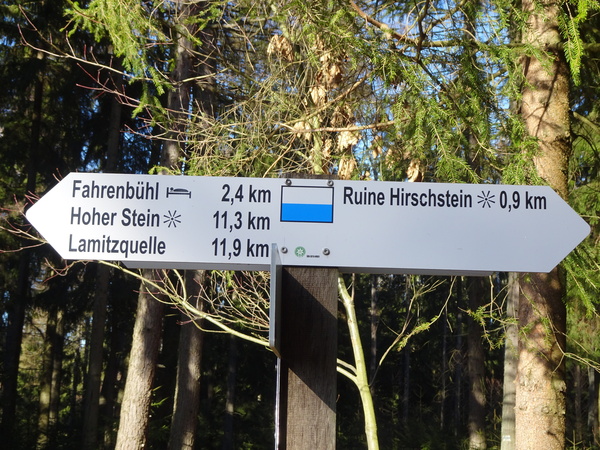 Fahrenbühl 2,4 km
Hoher Stein 11,3 km
Lamitzquelle 11,9 km
Ruine Hirschstein 0,9 km